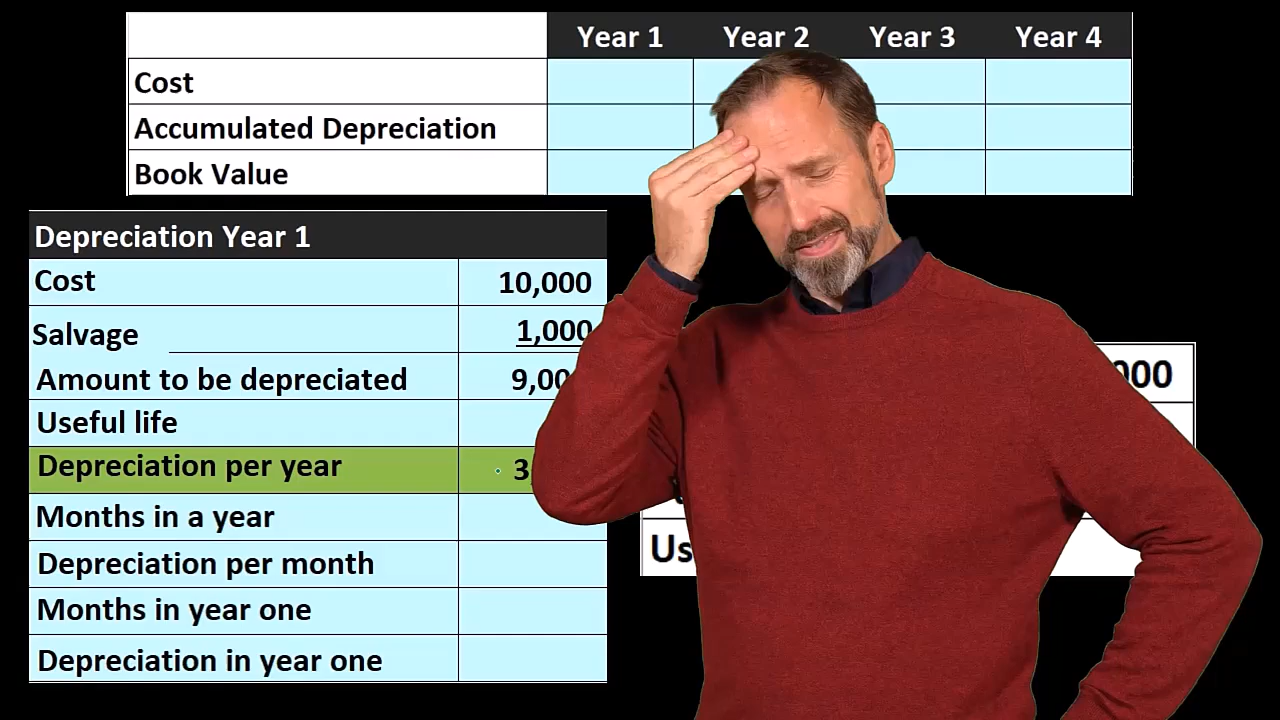 Year 1 Year 2 Year 3 Year 4
Cost
Accumulated Depreciation
Book Value
Depreciation Year 1
Cost 10,000
Salvage 1,000
Amount to be depreciated
Useful life
Depreciation per year
Months in a year
Depreciation per month
Months in year one
Depreciation in year one